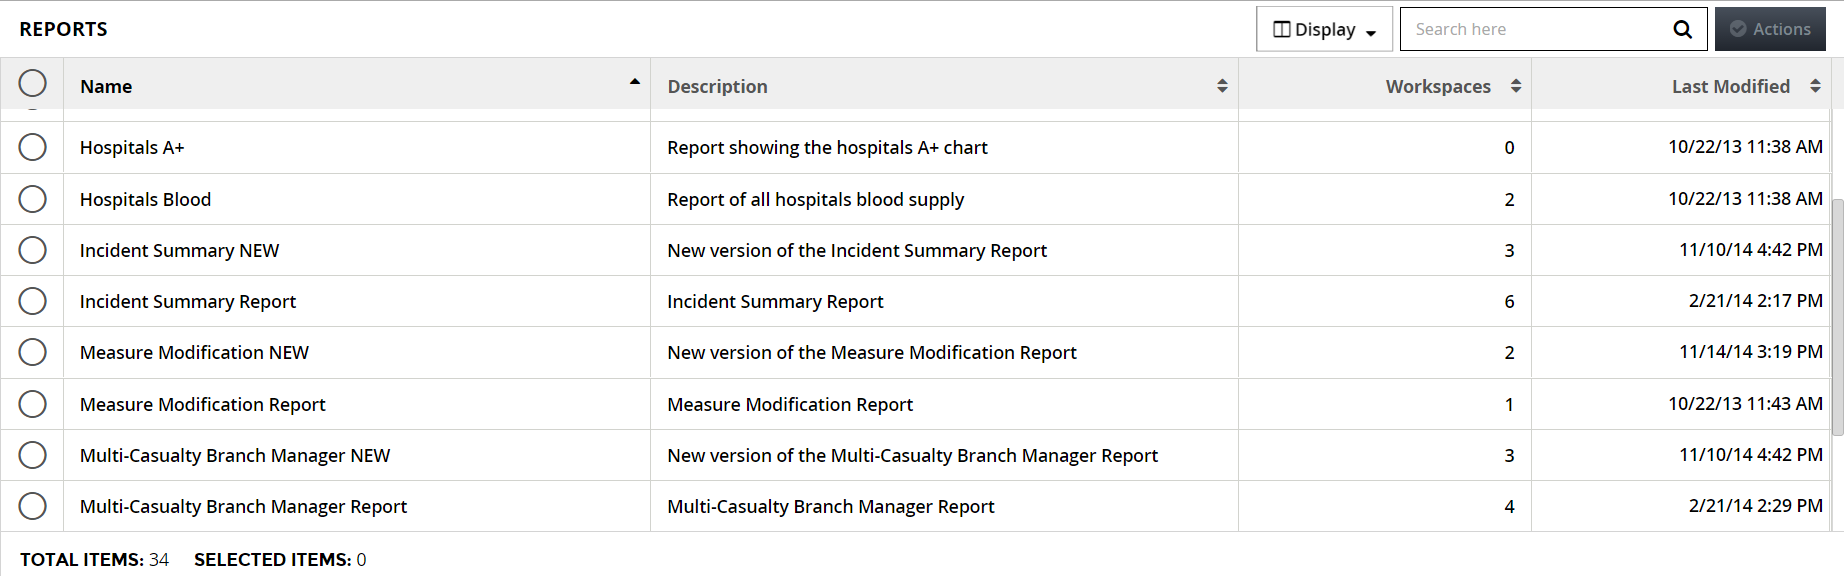 REPORTS Display Search here Actions
Name Description Workspaces Last Modified
Hospitals A+ Report showing the hospitals A+ chart 0 10/22/13 11:38 AM
Hospitals Blood Report of all hospitals blood supply 2 10/22/13 11:38 AM
Incident Summary NEW New version of the Incident Summary Report 3 11/10/14 4:42 PM
Incident Summary Report Incident Summary Report 6 2/21/14 2:17 PM
Measure Modification NEW New version of the Measure Modification Report 2 11/14/14 3:19 PM
Measure Modification Report Measure Modification Report 1 10/22/13 11:43 AM
Multi-Casualty Branch Manager NEW New version of the Multi-Casualty Branch Manager Report 3 11/10/14 4:42 PM
Multi-Casualty Branch Manager Report Multi-Casualty Branch Manager Report 4 2/21/14 2:29 PM
TOTAL ITEMS: 34 SELECTED ITEMS: 0